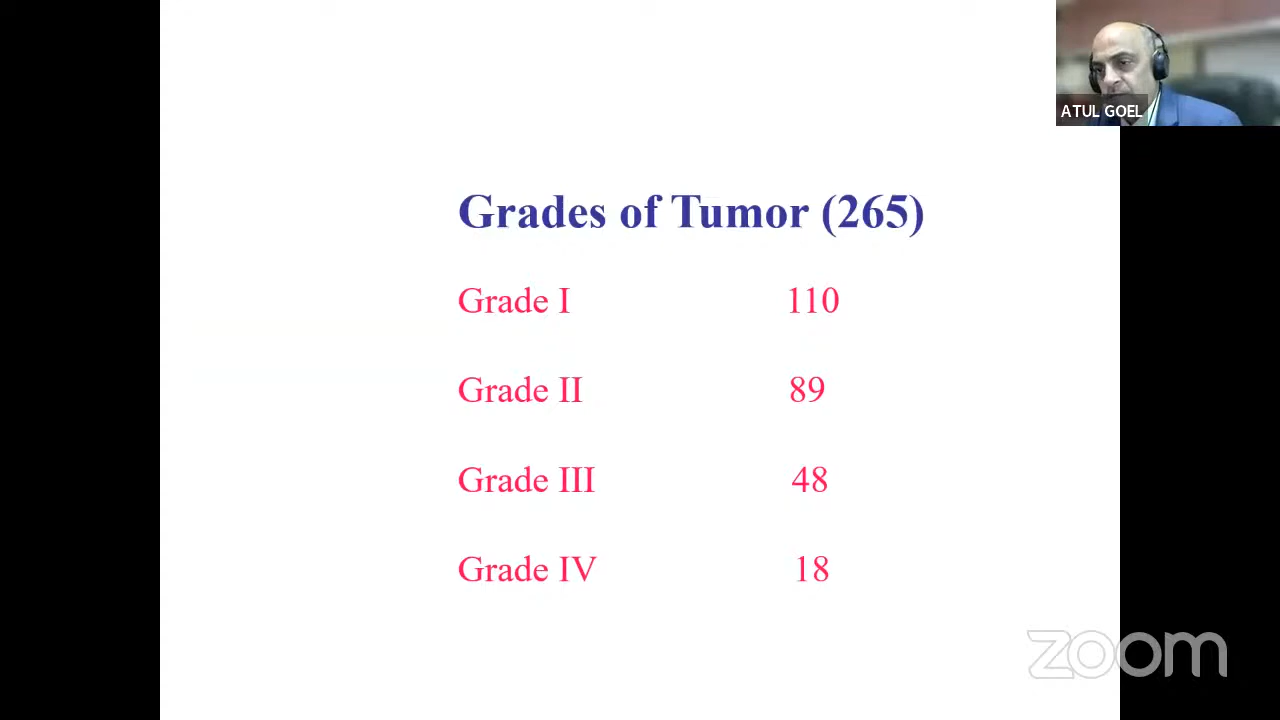 ATUL GOEL
Grades of Tumor (265)
Grade I 110
Grade II 89
Grade III 48
Grade IV 18
zoom